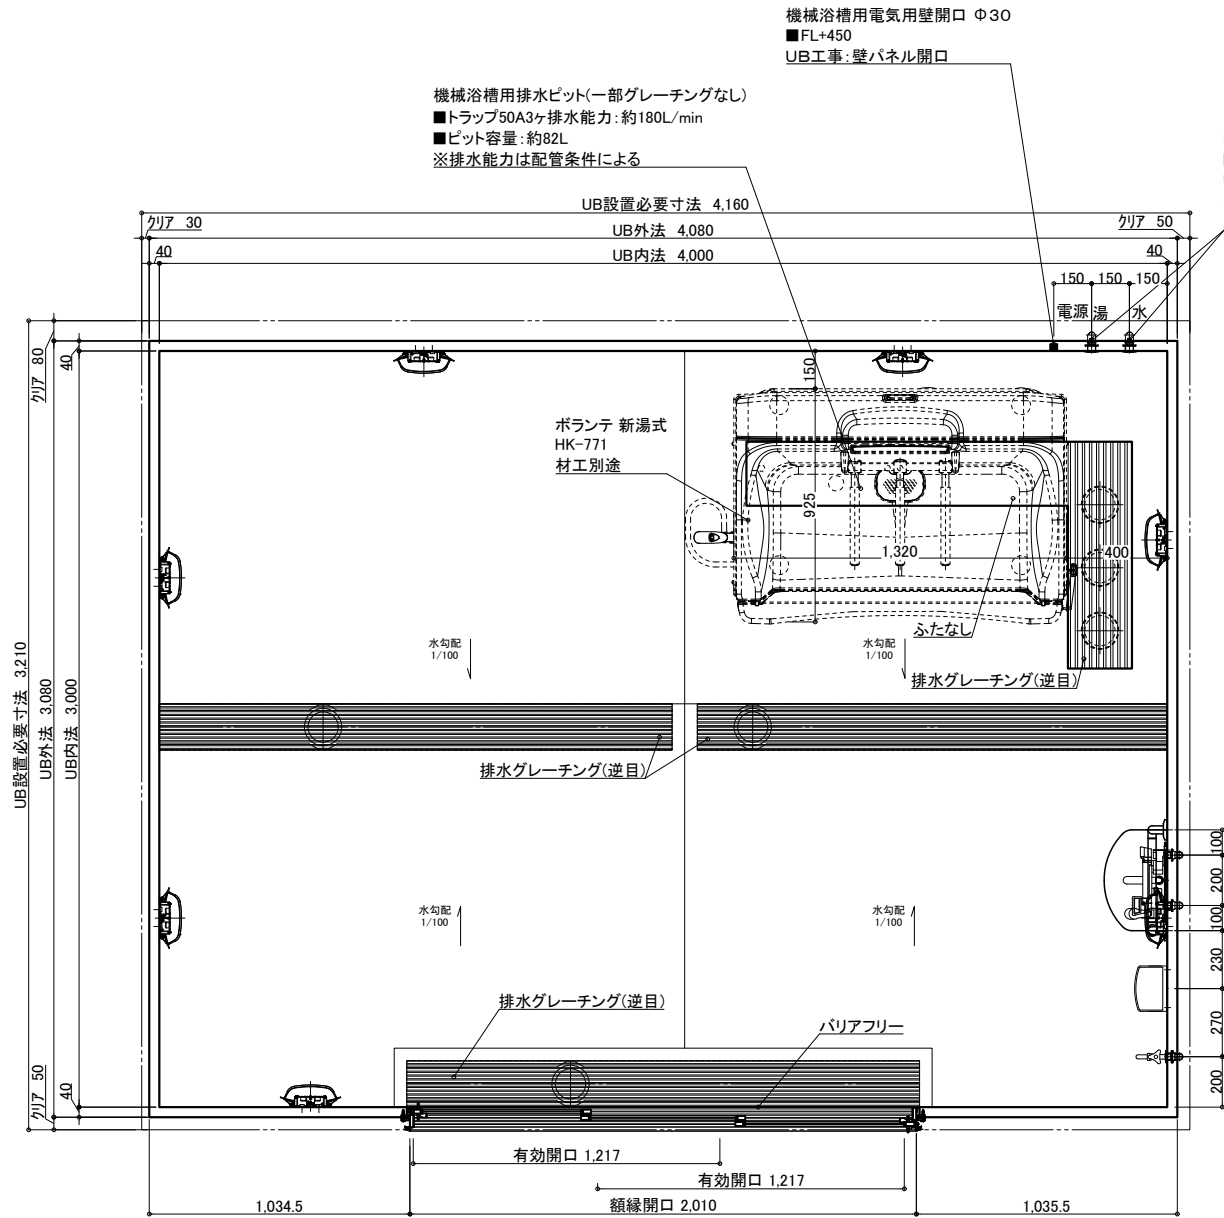 機械浴槽用電気用壁開口 Φ30
■FL+450
UB工事:壁パネル開口
機械浴槽用排水ピット(一部グレーチングなし)
■トラップ50A3ヶ排水能力:約180L/min
■ピット容量:約82L
※排水能力は配管条件による
UB設置必要寸法 4,160
クリア 30
UB外法 4,080
クリア 50
40
UB内法 4,000
40
150
150
150
電源
湯
水
クリア 80
40
150
ボランテ 新湯式
HK-771
材工別途
925
1,320
400
ふたなし
水勾配
1/100
水勾配
1/100
排水グレーチング(逆目)
UB設置必要寸法 3,210
UB外法 3,080
UB内法 3,000
排水グレーチング(逆目)
100
200
100
230
270
200
水勾配
1/100
水勾配
1/100
排水グレーチング(逆目)
バリアフリー
クリア 50
40
有効開口 1,217
有効開口 1,217
1,034.5
額縁開口 2,010
1,035.5